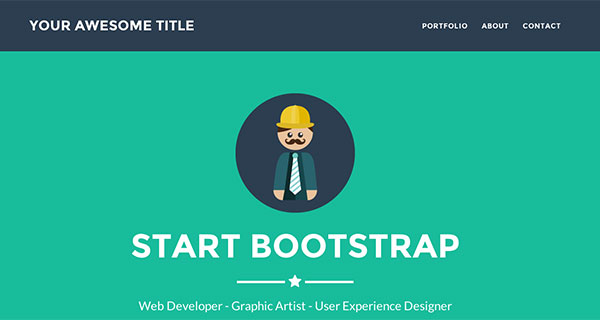 YOUR AWESOME TITLE
PORTFOLIO ABOUT CONTACT
START BOOTSTRAP
Web Developer - Graphic Artist - User Experience Designer